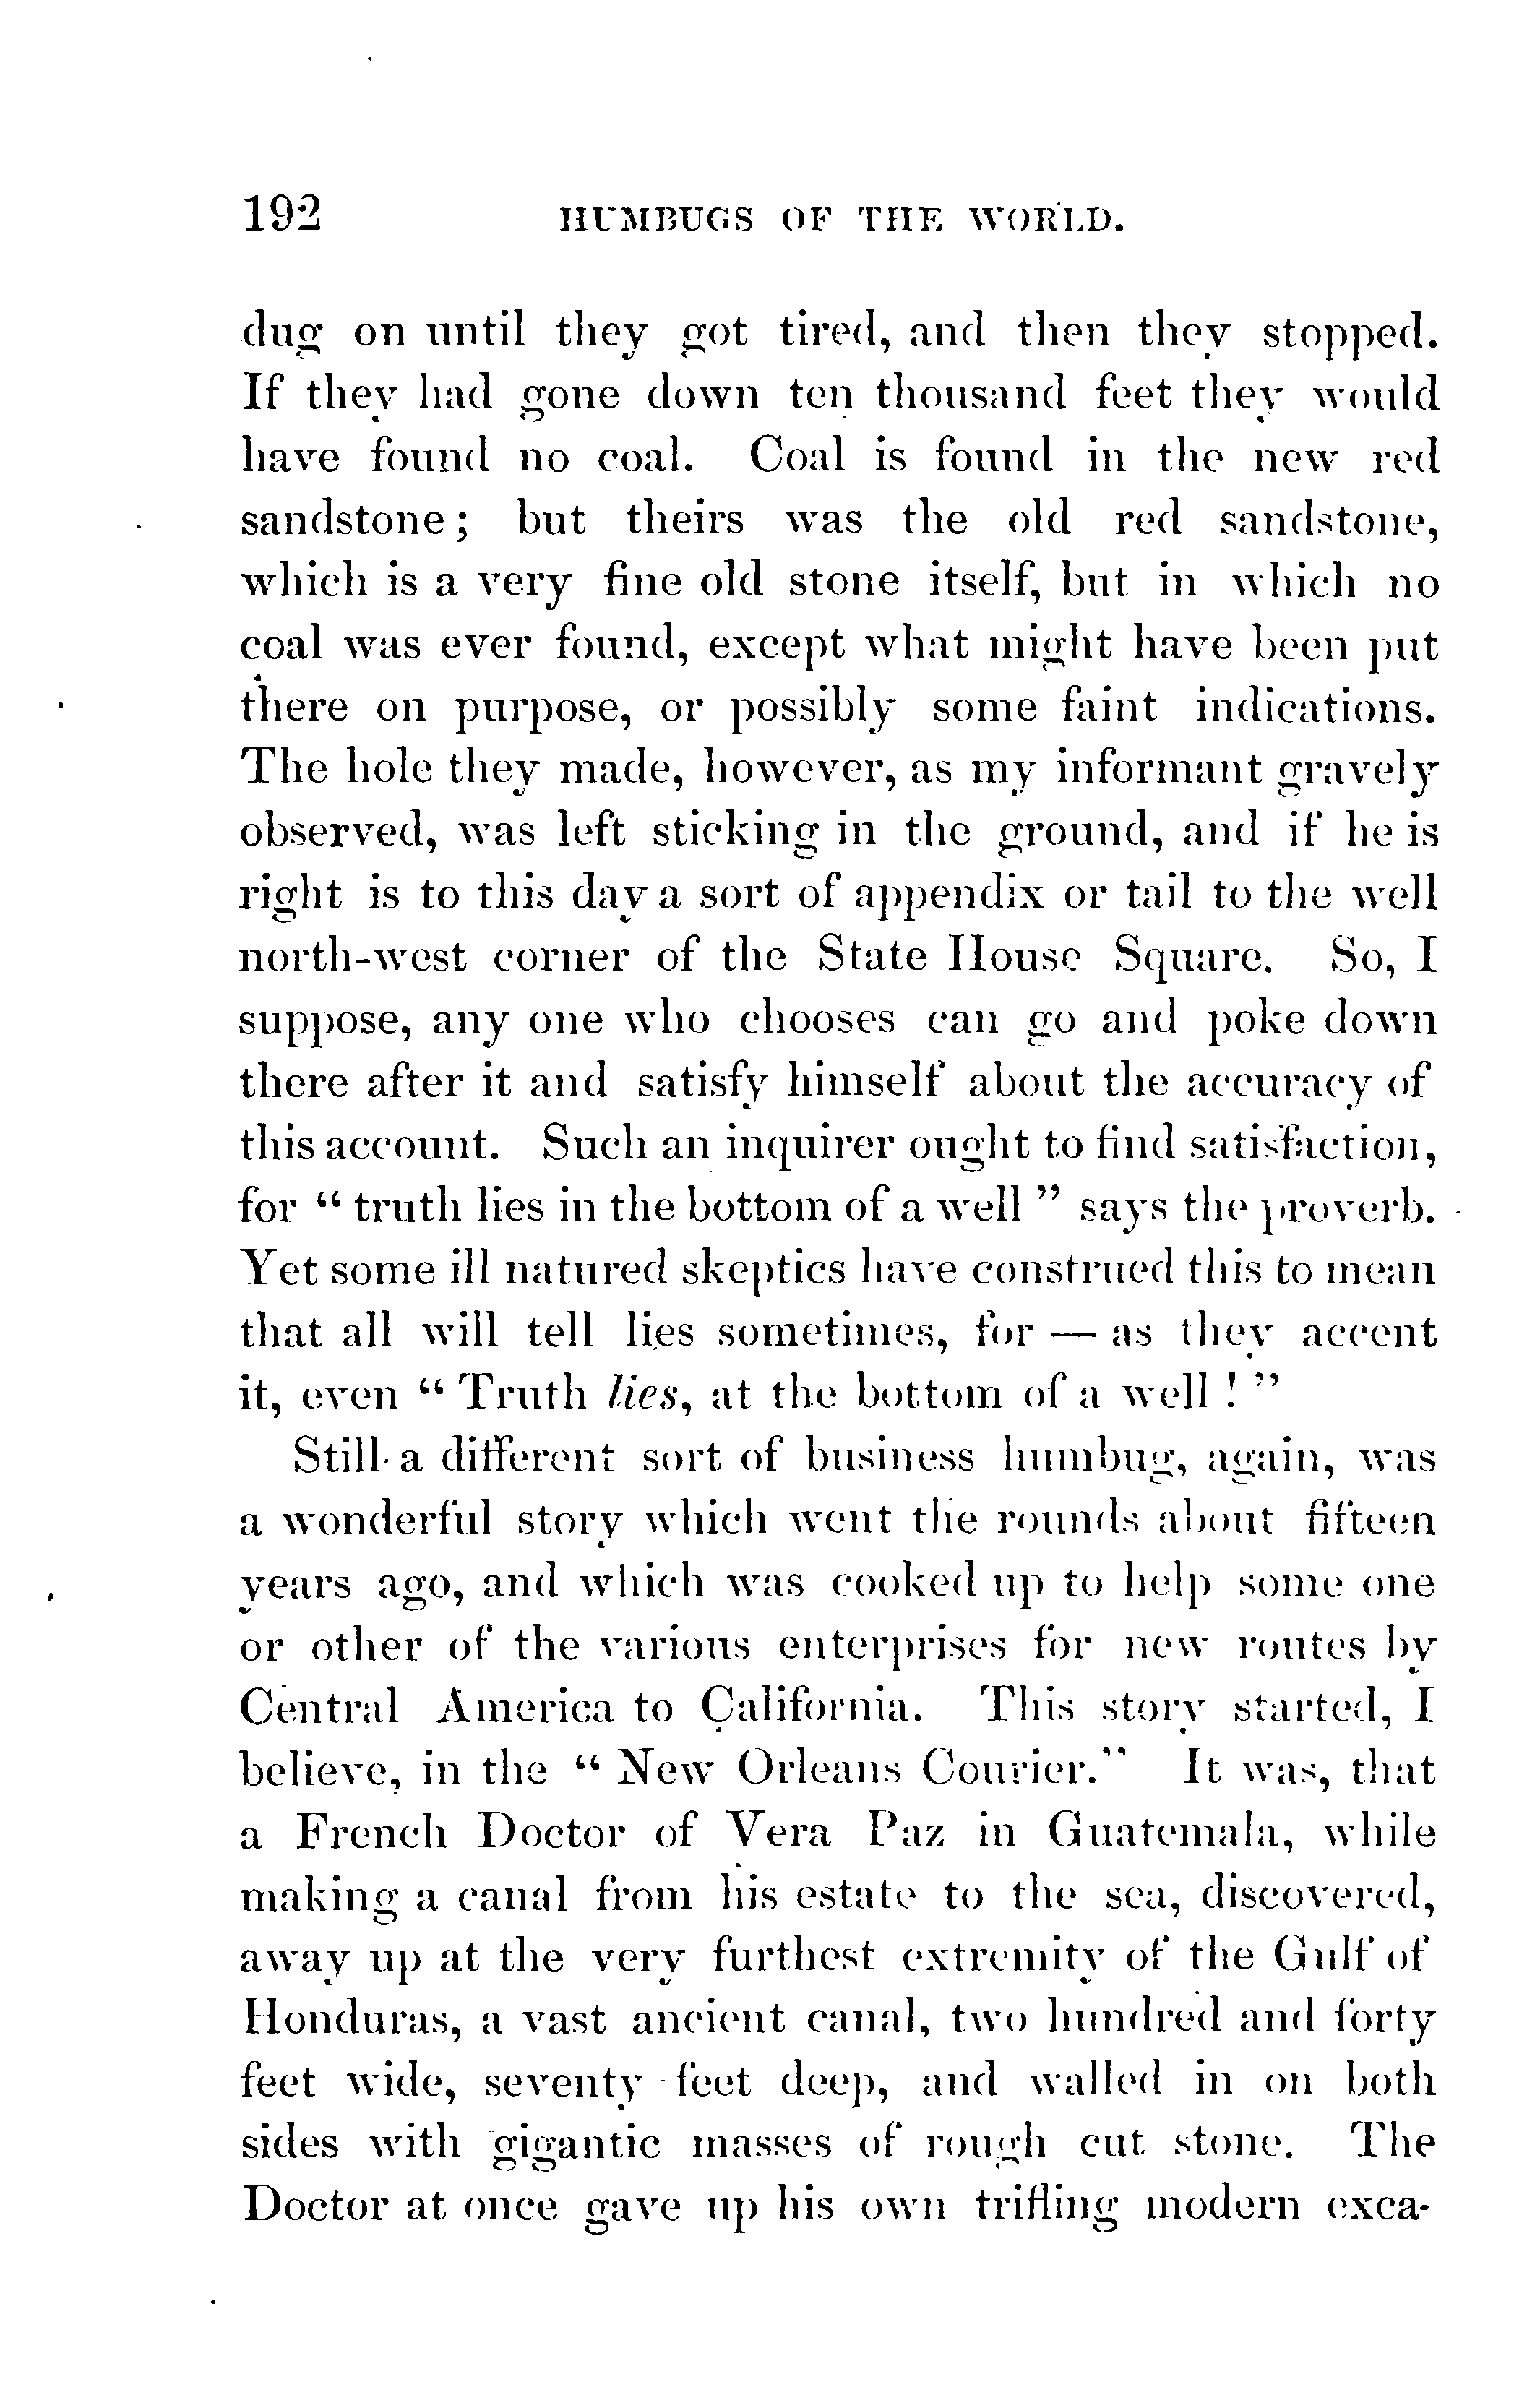 192 HUMBUGS OF THE WORLD.
dug on until they got tired, and then they stopped.
If they had gone down ten thousand feet they would
have found no coal. Coal is found in the new red
sandstone; but theirs was the old red sandstone,
which is a very fine old stone itself, but in which no
coal was ever found, except what might have been put
there on purpose, or possibly some faint indications.
The hole they made, however, as my informant gravely
observed, was left sticking in the ground, and if he is
right is to this day a sort of appendix or tail to the well
north-west corner of the State House Square. So, I
suppose, any one who chooses can go and poke down
there after it and satisfy himself about the accuracy of
this account. Such an inquirer ought to find satisfaction,
for “ truth lies in the bottom of a well ” says the proverb.
Yet some ill natured skeptics have construed this to mean
that all will tell lies sometimes, for — as they accent
it, even “ Truth lies, at the bottom of a well ! ”
Still a different sort of business humbug, again, was
a wonderful story which went the rounds about fifteen
years ago, and which was cooked up to help some one
or other of the various enterprises for new routes by
Central America to California. This story started, I
believe, in the “ New Orleans Courier.” It was, that
a French Doctor of Vera Paz in Guatemala, while
making a canal from his estate to the sea, discovered,
away up at the very furthest extremity of the Gulf of
Honduras, a vast ancient canal, two hundred and forty
feet wide, seventy feet deep, and walled in on both
sides with gigantic masses of rough cut stone. The
Doctor at once gave up his own trifling modern exca-